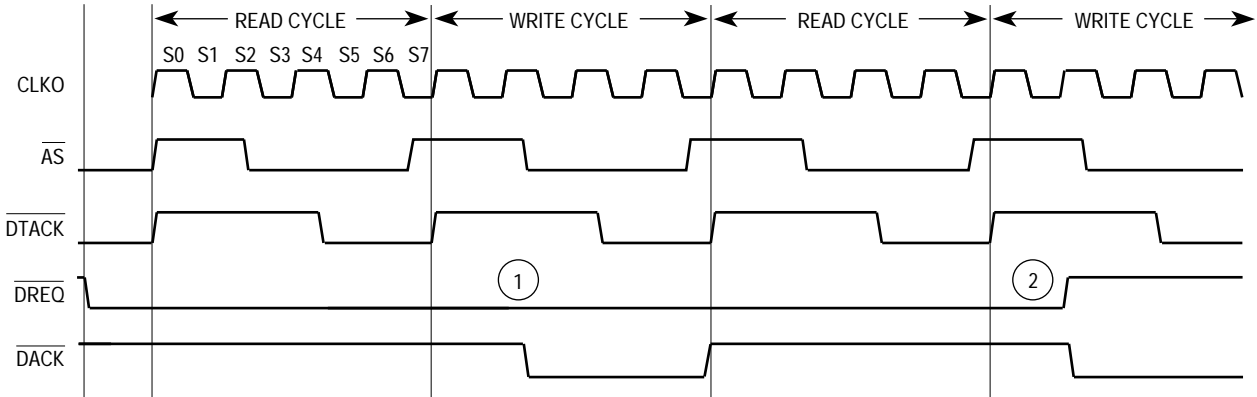 READ CYCLE WRITE CYCLE READ CYCLE WRITE CYCLE
S0 S1 S2 S3 S4 S5 S6 S7
CLKO
AS
DTACK
DREQ
1
2
DACK